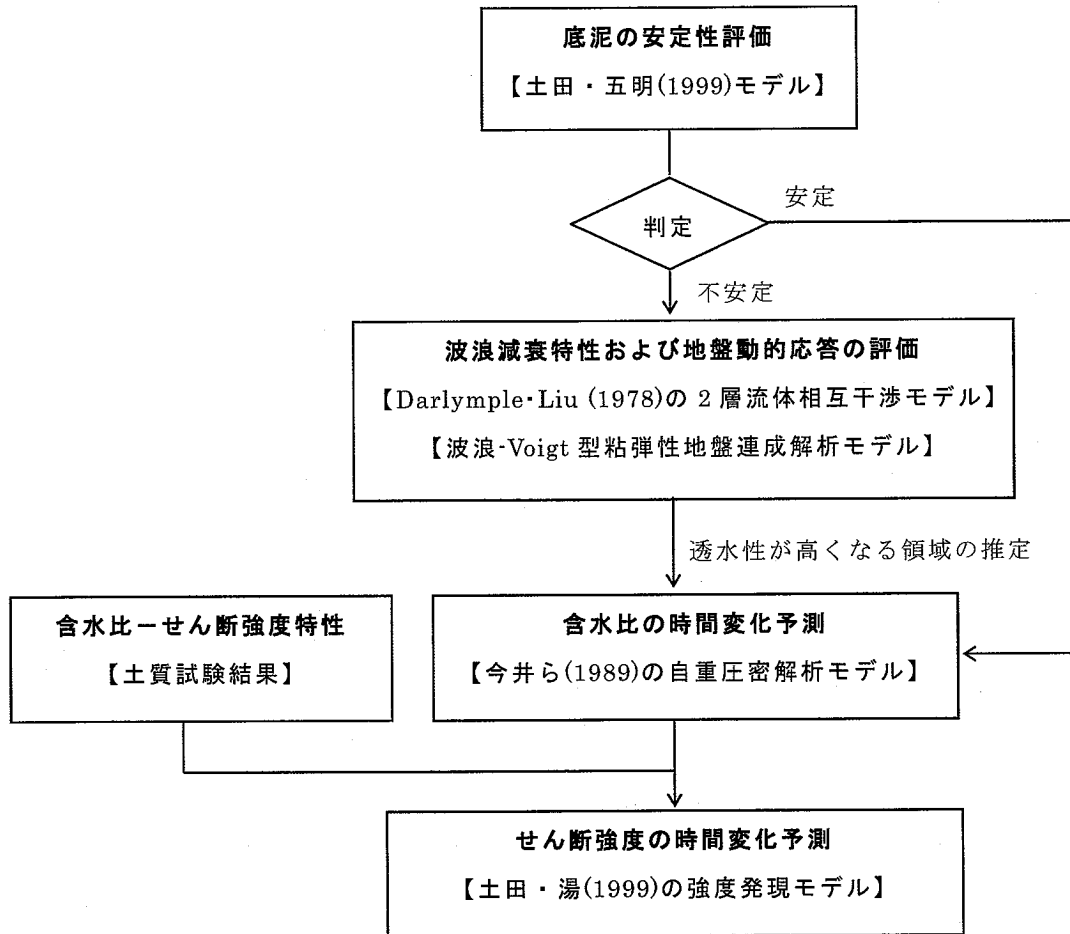 底泥の安定性評価
【土田・五明(1999)モデル】
判定
安定
不安定
波浪減衰特性および地盤動的応答の評価
【Darlymple・Liu (1978)の 2 層流体相互干渉モデル】
【波浪-Voigt 型粘弾性地盤連成解析モデル】
透水性が高くなる領域の推定
含水比－せん断強度特性
【土質試験結果】
含水比の時間変化予測
【今井ら(1989)の自重圧密解析モデル】
せん断強度の時間変化予測
【土田・湯(1999)の強度発現モデル】